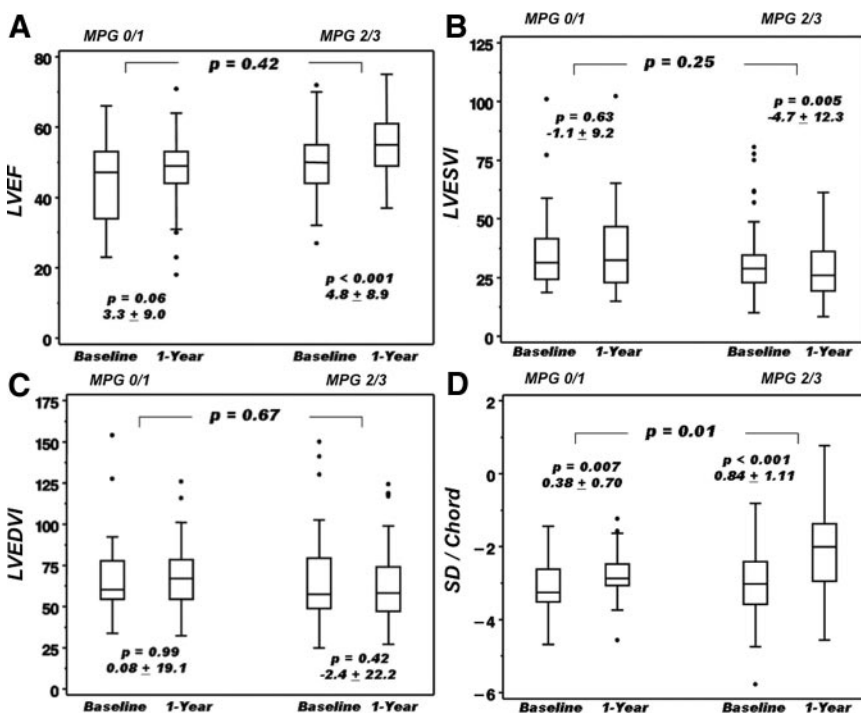 A
MPG 0/1
MPG 2/3
80
60
40
20
0
LVEF
p = 0.42
p = 0.06
3.3 ± 9.0
p < 0.001
4.8 ± 8.9
Baseline 1-Year
Baseline 1-Year
B
MPG 0/1
MPG 2/3
125
100
75
50
25
0
LVESVI
p = 0.25
p = 0.63
-1.1 ± 9.2
p = 0.005
-4.7 ± 12.3
Baseline 1-Year
Baseline 1-Year
C
MPG 0/1
MPG 2/3
175
150
125
100
75
50
25
0
LVEDVI
p = 0.67
p = 0.99
0.08 ± 19.1
p = 0.42
-2.4 ± 22.2
Baseline 1-Year
Baseline 1-Year
D
MPG 0/1
MPG 2/3
2
0
−2
−4
−6
SD / Chord
p = 0.01
p = 0.007
0.38 ± 0.70
p < 0.001
0.84 ± 1.11
Baseline 1-Year
Baseline 1-Year